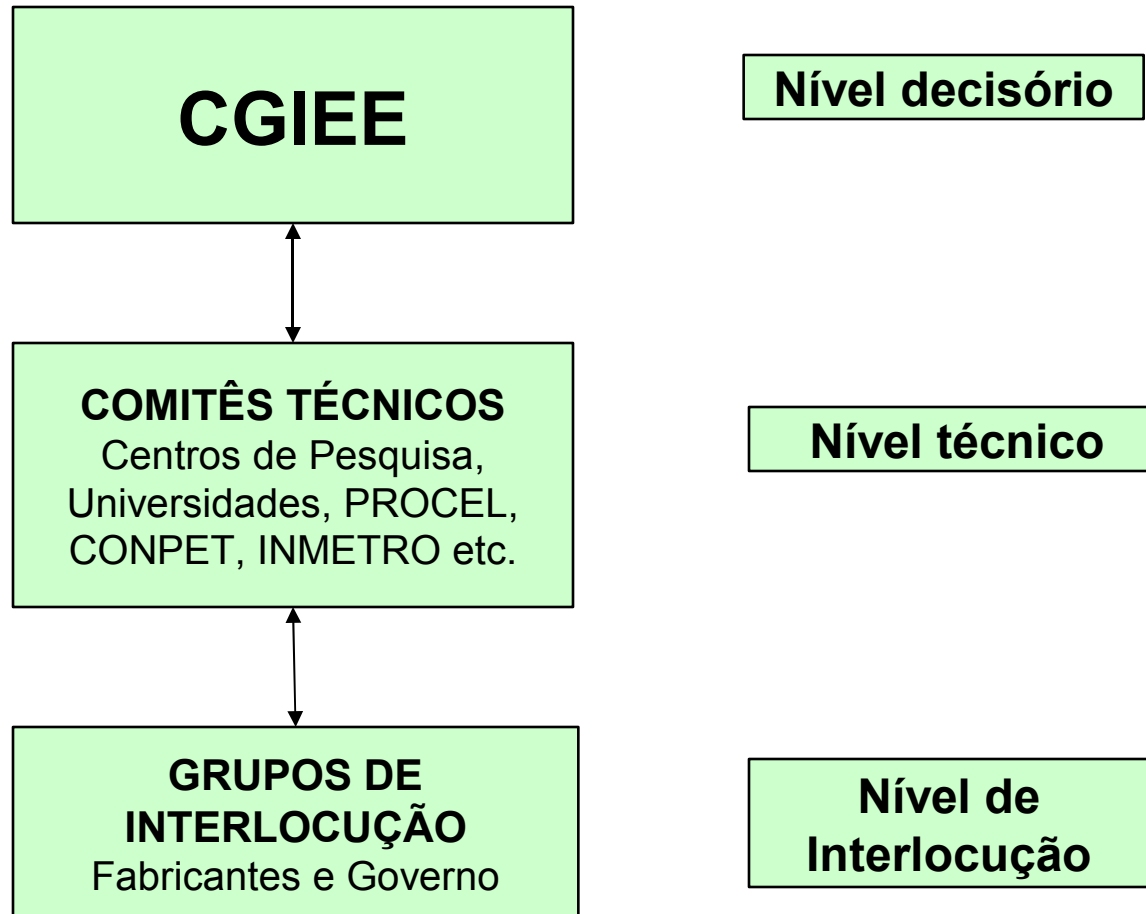 CGIEE
Nível decisório
COMITÊS TÉCNICOS
Centros de Pesquisa,
Universidades, PROCEL,
CONPET, INMETRO etc.
Nível técnico
GRUPOS DE
INTERLOCUÇÃO
Fabricantes e Governo
Nível de
Interlocução